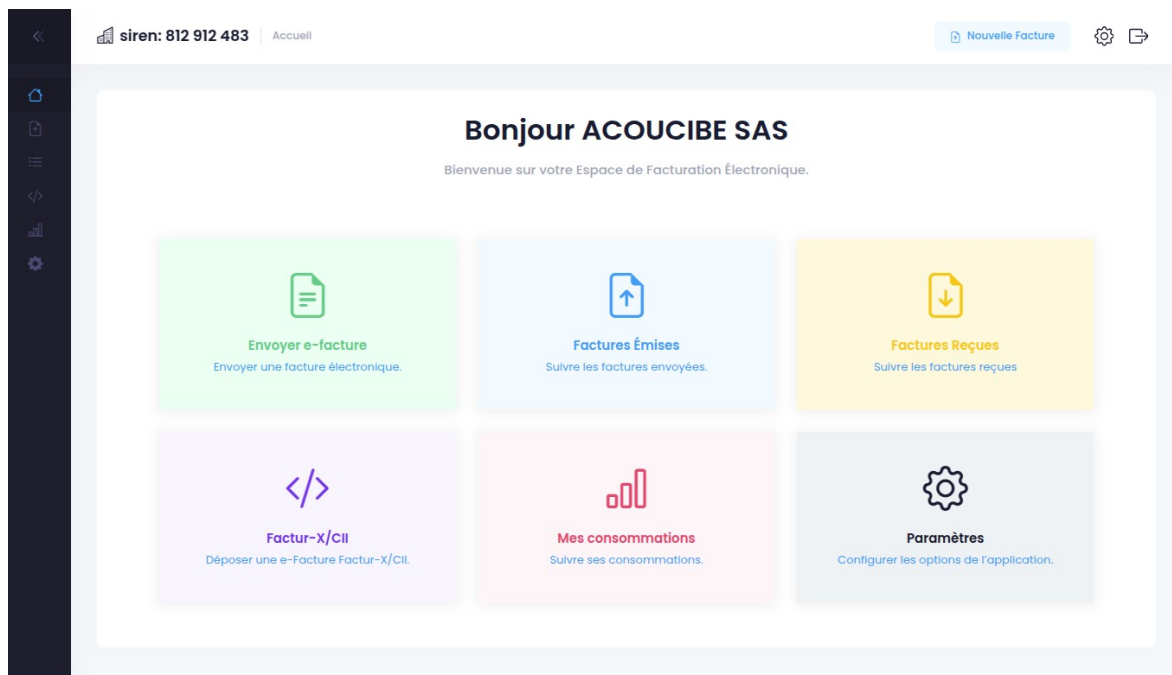 siren: 812 912 483
Accueil
Nouvelle Facture
Bonjour ACOUCIBE SAS
Bienvenue sur votre Espace de Facturation Électronique.
Envoyer e-facture
Envoyer une facture électronique.
Factures Émises
Suivre les factures envoyées.
Factures Reçues
Suivre les factures reçues
Factur-X/CII
Déposer une e-Facture Factur-X/CII.
Mes consommations
Suivre ses consommations.
Paramètres
Configurer les options de l'application.